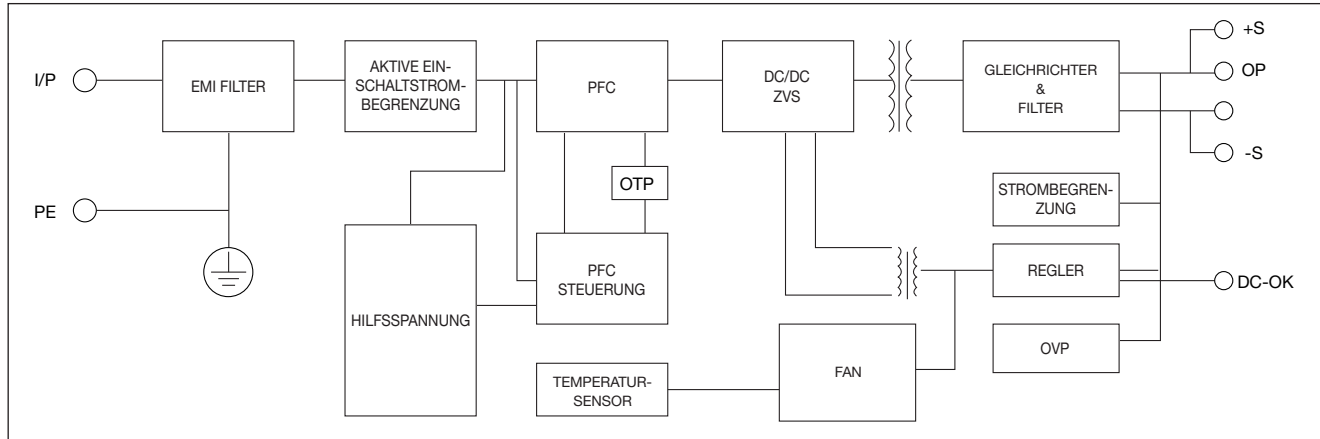 +S
I/P
EMI FILTER
AKTIVE EIN-
SCHALTSTROM-
BEGRENZUNG
PFC
DC/DC
ZVS
GLEICHRICHTER
&
FILTER
OP
-S
OTP
STROMBEGREN-
ZUNG
PE
PFC
STEUERUNG
REGLER
DC-OK
HILFSSPANNUNG
OVP
FAN
TEMPERATUR-
SENSOR